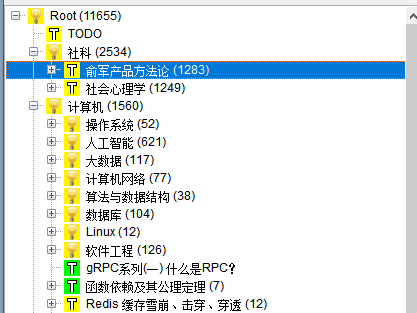 Root (11655)
TODO
社科 (2534)
俞军产品方法论 (1283)
社会心理学 (1249)
计算机 (1560)
操作系统 (52)
人工智能 (621)
大数据 (117)
计算机网络 (77)
算法与数据结构 (38)
数据库 (104)
Linux (12)
软件工程 (126)
gRPC系列(一) 什么是RPC?
函数依赖及其公理定理 (7)
Redis 缓存雪崩、击穿、穿透 (12)